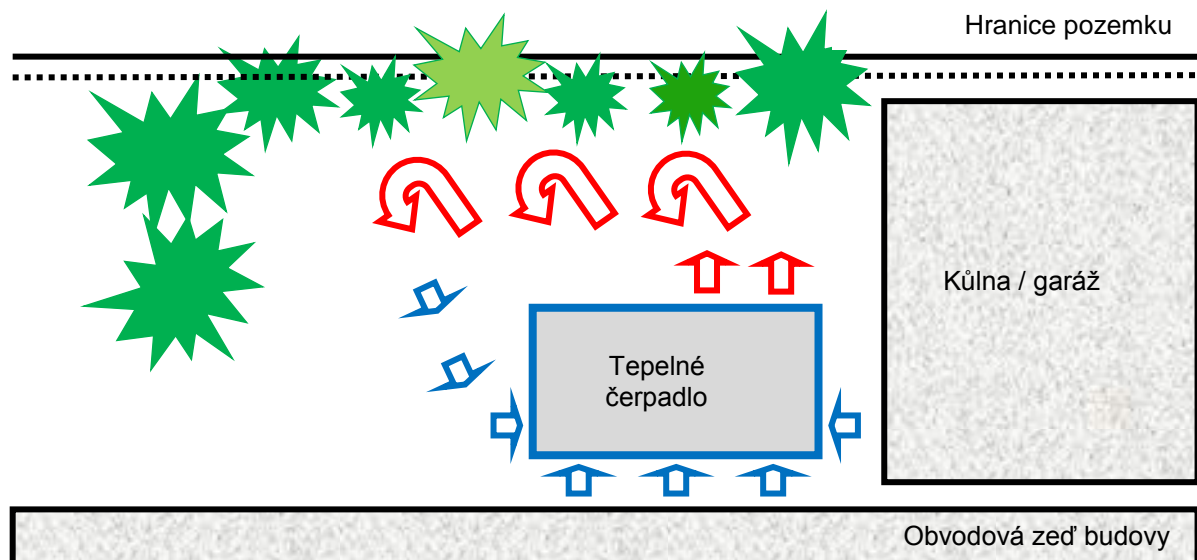 Hranice pozemku
Kůlna / garáž
Tepelné
čerpadlo
Obvodová zeď budovy